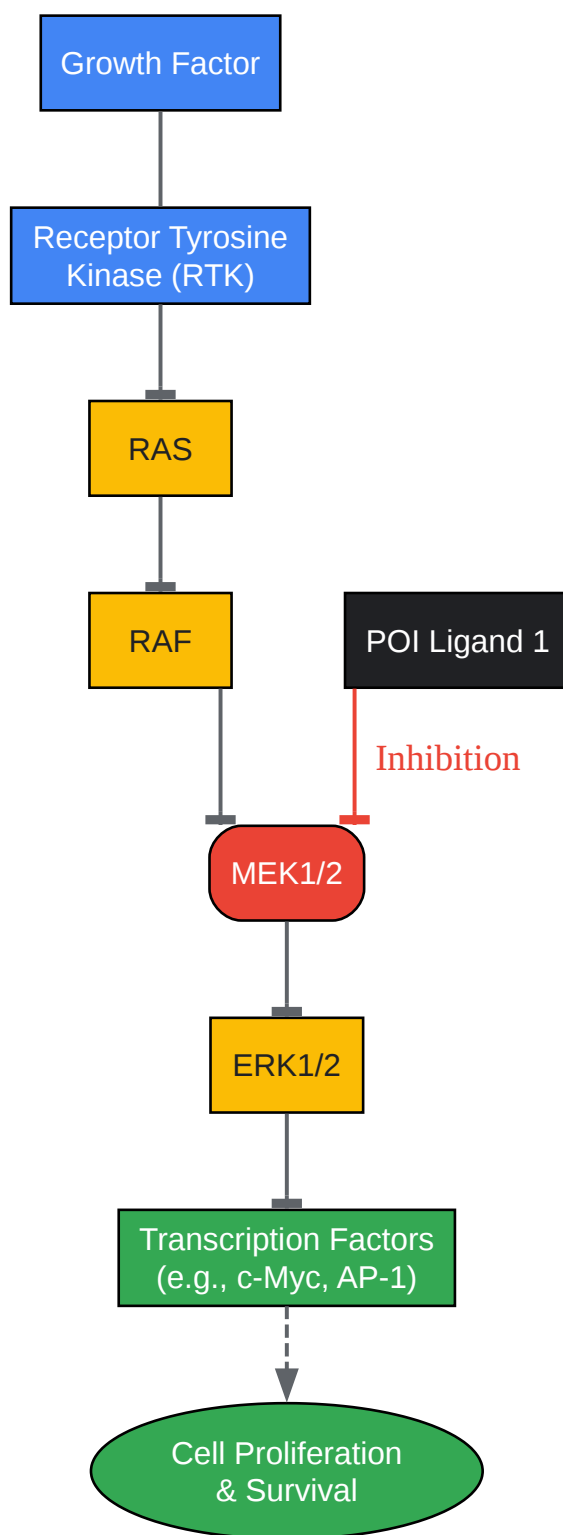 Growth Factor
Receptor Tyrosine
Kinase (RTK)
RAS
RAF
POI Ligand 1
Inhibition
MEK1/2
ERK1/2
Transcription Factors
(e.g., c-Myc, AP-1)
Cell Proliferation
& Survival